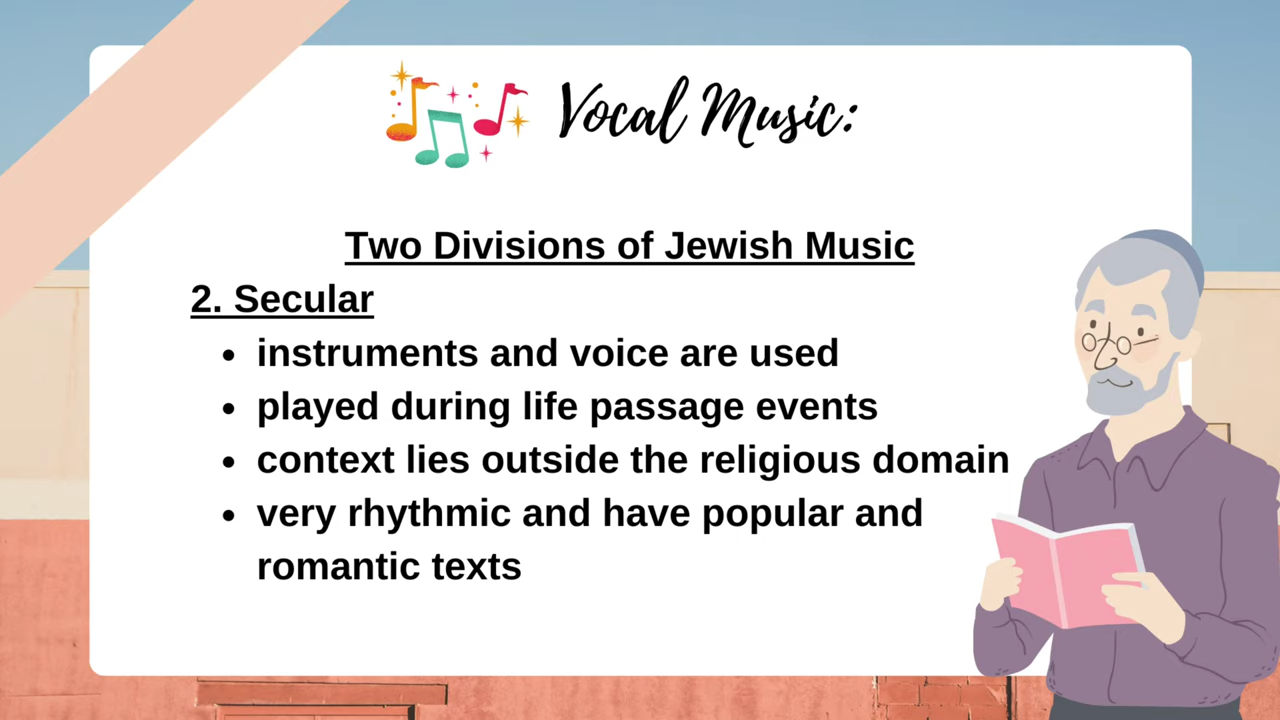 Vocal Music:
Two Divisions of Jewish Music
2. Secular
• instruments and voice are used
• played during life passage events
• context lies outside the religious domain
• very rhythmic and have popular and
romantic texts